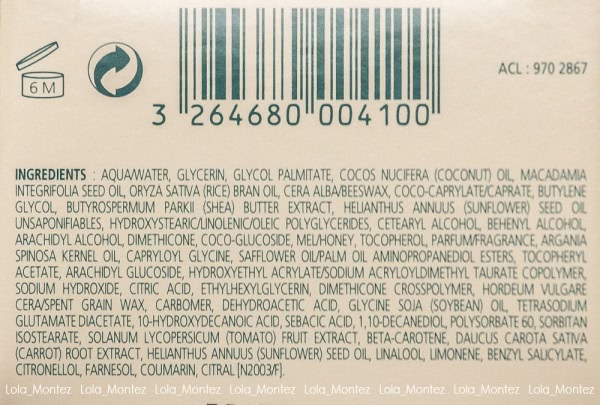 6 M
ACL : 970 2867
3 264680 004100
INGREDIENTS : AQUA/WATER, GLYCERIN, GLYCOL PALMITATE, COCOS NUCIFERA (COCONUT) OIL, MACADAMIA
INTEGRIFOLIA SEED OIL, ORYZA SATIVA (RICE) BRAN OIL, CERA ALBA/BEESWAX, COCO-CAPRYLATE/CAPRATE, BUTYLENE
GLYCOL, BUTYROSPERMUM PARKII (SHEA) BUTTER EXTRACT, HELIANTHUS ANNUUS (SUNFLOWER) SEED OIL
UNSAPONIFIABLES, HYDROXYSTEARIC/LINOLENIC/OLEIC POLYGLYCERIDES, CETEARYL ALCOHOL, BEHENYL ALCOHOL,
ARACHIDYL ALCOHOL, DIMETHICONE, COCO-GLUCOSIDE, MEL/HONEY, TOCOPHEROL, PARFUM/FRAGRANCE, ARGANIA
SPINOSA KERNEL OIL, CAPRYLOYL GLYCINE, SAFFLOWER OIL/PALM OIL AMINOPROPANEDIOL ESTERS, TOCOPHERYL
ACETATE, ARACHIDYL GLUCOSIDE, HYDROXYETHYL ACRYLATE/SODIUM ACRYLOYLDIMETHYL TAURATE COPOLYMER,
SODIUM HYDROXIDE, CITRIC ACID, ETHYLHEXYLGLYCERIN, DIMETHICONE CROSSPOLYMER, HORDEUM VULGARE
CERA/SPENT GRAIN WAX, CARBOMER, DEHYDROACETIC ACID, GLYCINE SOJA (SOYBEAN) OIL, TETRASODIUM
GLUTAMATE DIACETATE, 10-HYDROXYDECANOIC ACID, SEBACIC ACID, 1,10-DECANEDIOL, POLYSORBATE 60, SORBITAN
ISOSTEARATE, SOLANUM LYCOPERSICUM (TOMATO) FRUIT EXTRACT, BETA-CAROTENE, DAUCUS CAROTA SATIVA
(CARROT) ROOT EXTRACT, HELIANTHUS ANNUUS (SUNFLOWER) SEED OIL, LINALOOL, LIMONENE, BENZYL SALICYLATE,
CITRONELLOL, FARNESOL, COUMARIN, CITRAL [N2003/F].
Lola_Montez Lola_Montez Lola_Montez Lola_Montez Lola_Montez Lola_Montez Lola_Montez Lola_Montez